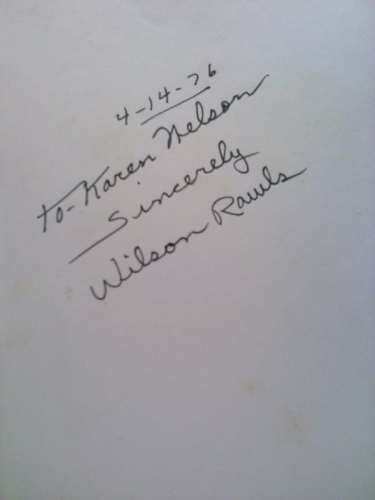 4-14-76
to-Karen Nelson
Sincerely
Wilson Rawls